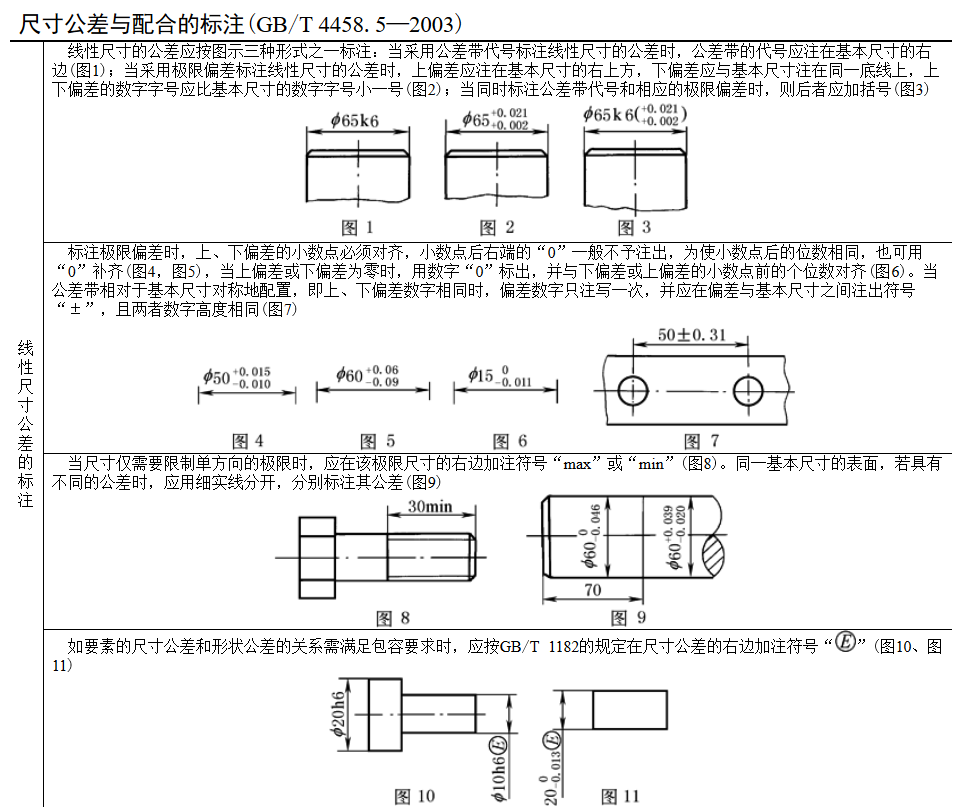 尺寸公差与配合的标注(GB/T 4458.5—2003)
线性尺寸公差的标注
线性尺寸的公差应按图示三种形式之一标注：当采用公差带代号标注线性尺寸的公差时，公差带的代号应注在基本尺寸的右
边(图1)；当采用极限偏差标注线性尺寸的公差时，上偏差应注在基本尺寸的右上方，下偏差应与基本尺寸注在同一底线上，上
下偏差的数字字号应比基本尺寸的数字字号小一号(图2)；当同时标注公差带代号和相应的极限偏差时，则后者应加括号(图3)
ϕ65k6
ϕ65 +0.021
+0.002
ϕ65k6(+0.021
+0.002)
图 1
图 2
图 3
标注极限偏差时，上、下偏差的小数点必须对齐，小数点后右端的“0”一般不予注出，为使小数点后的位数相同，也可用
“0”补齐(图4，图5)，当上偏差或下偏差为零时，用数字“0”标出，并与下偏差或上偏差的小数点前的个位数对齐(图6)。当
公差带相对于基本尺寸对称地配置，即上、下偏差数字相同时，偏差数字只注写一次，并应在偏差与基本尺寸之间注出符号
“±”，且两者数字高度相同(图7)
ϕ50 +0.015
−0.010
ϕ60 +0.06
−0.09
ϕ15 0
−0.011
50±0.31
图 4
图 5
图 6
图 7
当尺寸仅需要限制单方向的极限时，应在该极限尺寸的右边加注符号“max”或“min”(图8)。同一基本尺寸的表面，若具有
不同的公差时，应用细实线分开，分别标注其公差(图9)
30min
ϕ60 0
−0.046
ϕ60 +0.039
−0.020
70
图 8
图 9
如要素的尺寸公差和形状公差的关系需满足包容要求时，应按GB/T 1182的规定在尺寸公差的右边加注符号“Ⓔ”(图10、图
11)
ϕ20h6
ϕ10h6Ⓔ
20 0
−0.013Ⓔ
图 10
图 11